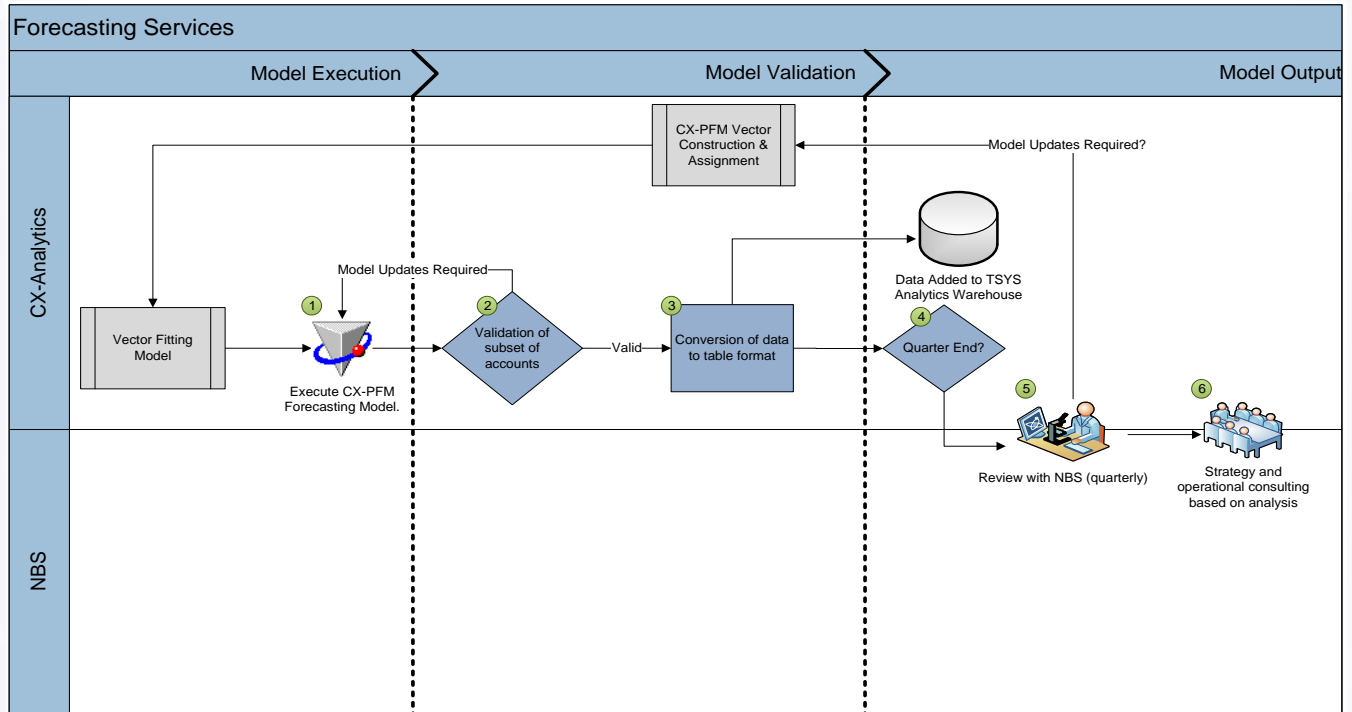 Forecasting Services
Model Execution
Model Validation
Model Output
CX-Analytics
CX-PFM Vector
Construction &
Assignment
Model Updates Required?
Data Added to TSYS
Analytics Warehouse
Model Updates Required
Vector Fitting
Model
1
Execute CX-PFM
Forecasting Model.
2
Validation of
subset of
accounts
Valid
3
Conversion of data
to table format
4
Quarter End?
5
Review with NBS (quarterly)
6
Strategy and
operational consulting
based on analysis
NBS